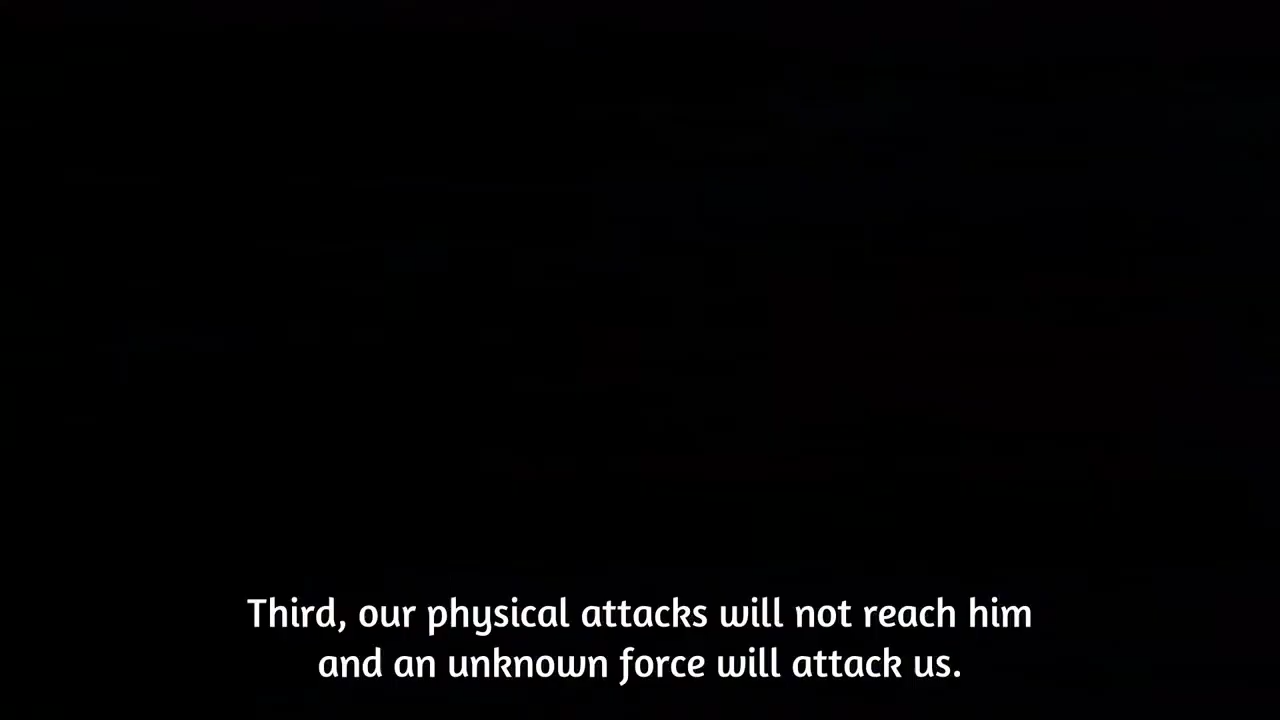 Third, our physical attacks will not reach him
and an unknown force will attack us.